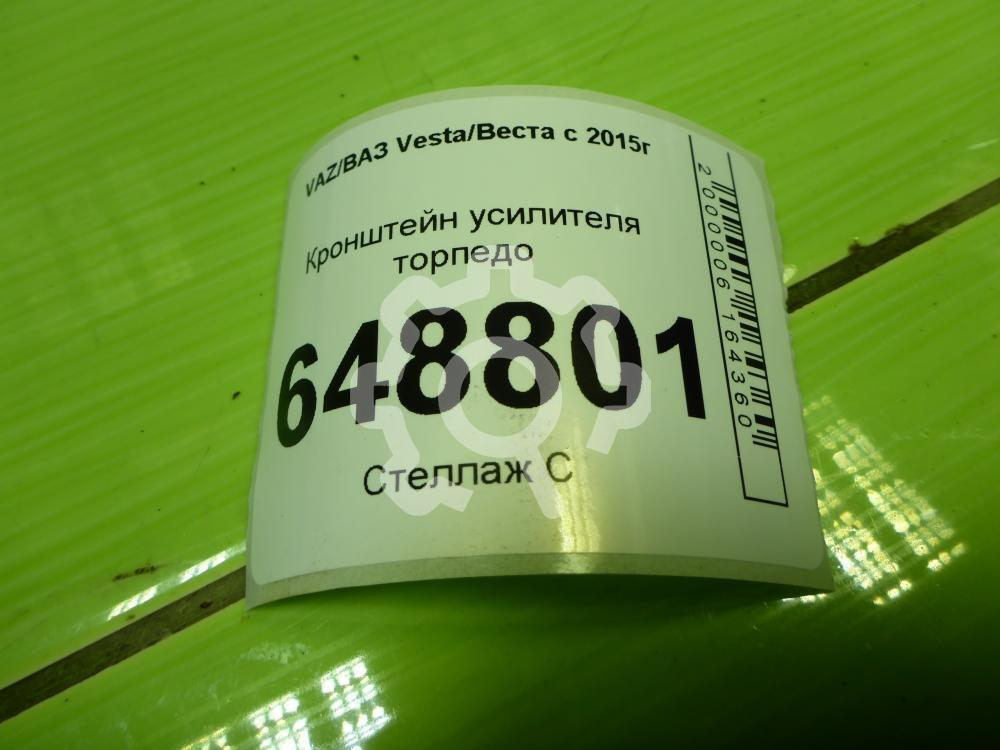 VAZ/ВАЗ Vesta/Веста с 2015г
Кронштейн усилителя
торпедо
648801
Стеллаж С
2000006164360